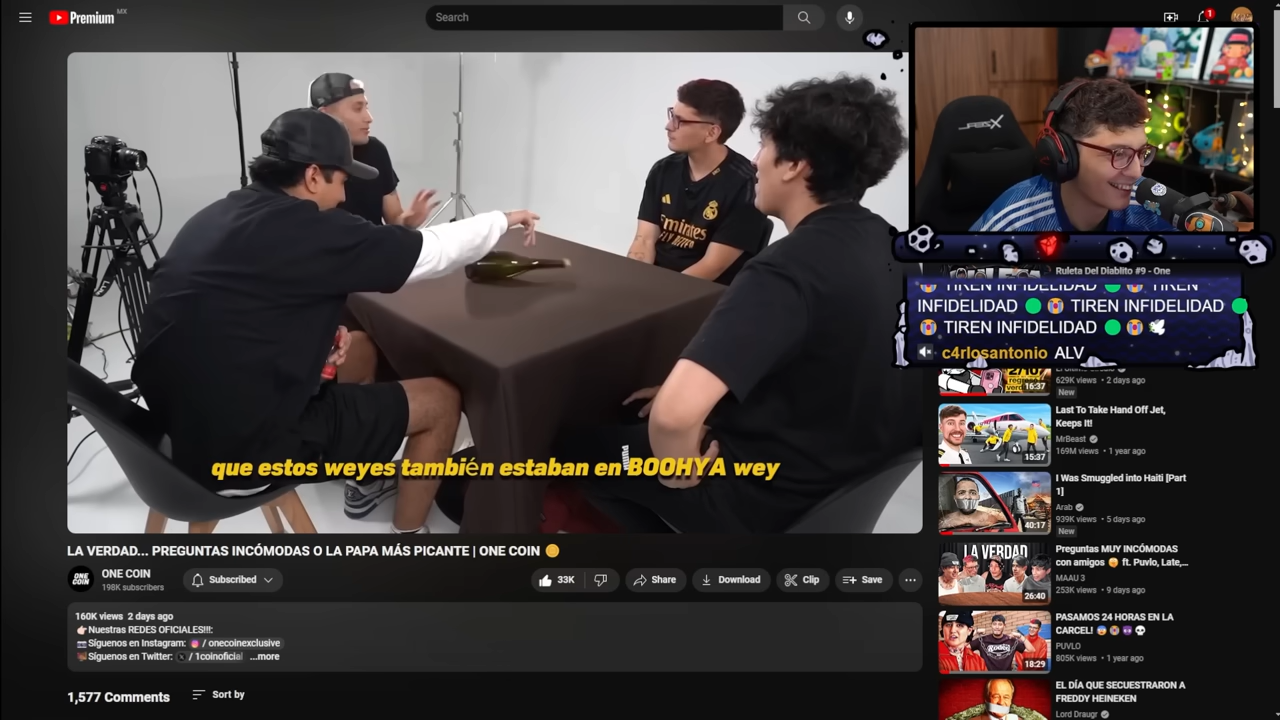 Premium MX
Search
1
Emirates
FLY BETTER
que estos weyes también estaban en BOOHYA wey
LA VERDAD... PREGUNTAS INCÓMODAS O LA PAPA MÁS PICANTE | ONE COIN
ONE COIN
ONE COIN
198K subscribers
Subscribed
33K
Share
Download
Clip
Save
160K views 2 days ago
Nuestras REDES OFICIALES!!!:
Síguenos en Instagram: / onecoinexclusive
Síguenos en Twitter: / 1coinoficial ...more
1,577 Comments
Sort by
Ruleta Del Diablito #9 - One
TIREN INFIDELIDAD TIREN
INFIDELIDAD TIREN INFIDELIDAD
TIREN INFIDELIDAD
c4rlosantonio ALV
16:37
629K views • 2 days ago
New
15:37
Last To Take Hand Off Jet,
Keeps It!
MrBeast
169M views • 1 year ago
40:17
I Was Smuggled into Haiti [Part
1]
Arab
939K views • 5 days ago
New
LA VERDAD
26:40
Preguntas MUY INCÓMODAS
con amigos ft. Puvlo, Late,...
MAAU 3
253K views • 9 days ago
18:29
PASAMOS 24 HORAS EN LA
CARCEL!
PUVLO
805K views • 1 year ago
EL DÍA QUE SECUESTRARON A
FREDDY HEINEKEN
Lord Draugr